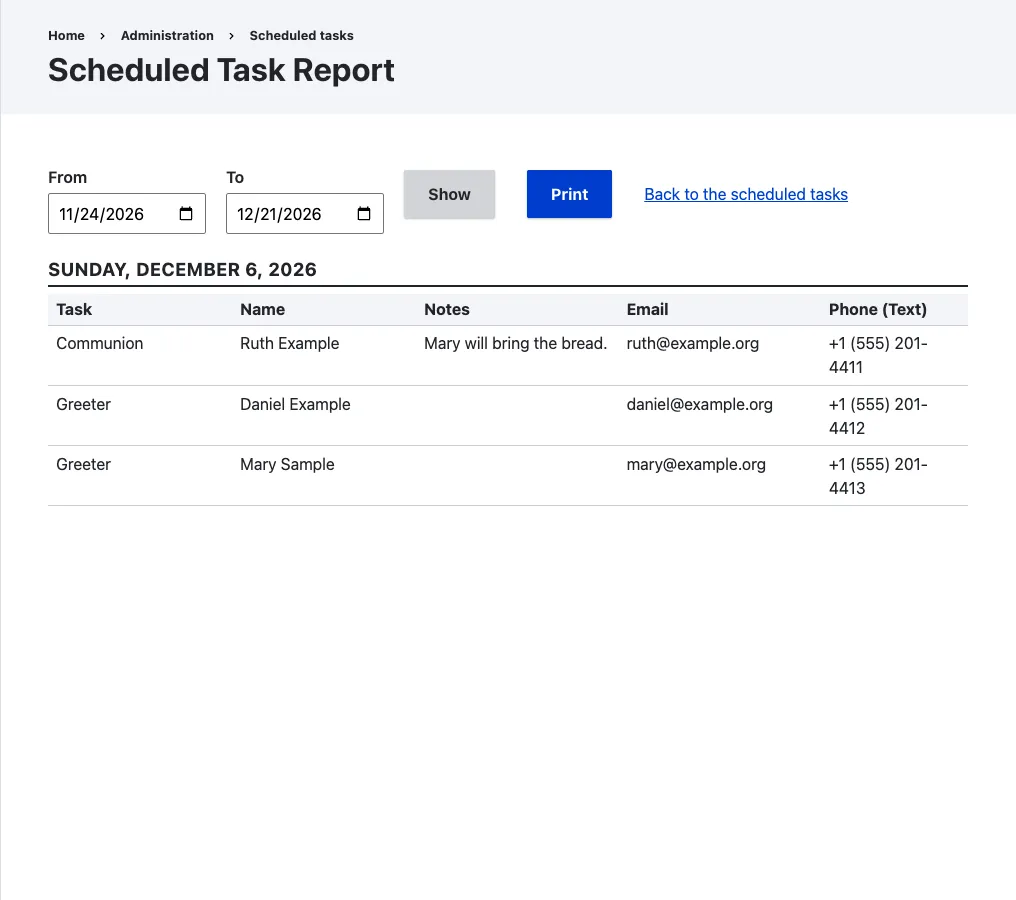 Home › Administration › Scheduled tasks
Scheduled Task Report
From To
11/24/2026 12/21/2026 Show Print Back to the scheduled tasks
SUNDAY, DECEMBER 6, 2026
Task Name Notes Email Phone (Text)
Communion Ruth Example Mary will bring the bread. ruth@example.org +1 (555) 201-
4411
Greeter Daniel Example daniel@example.org +1 (555) 201-
4412
Greeter Mary Sample mary@example.org +1 (555) 201-
4413